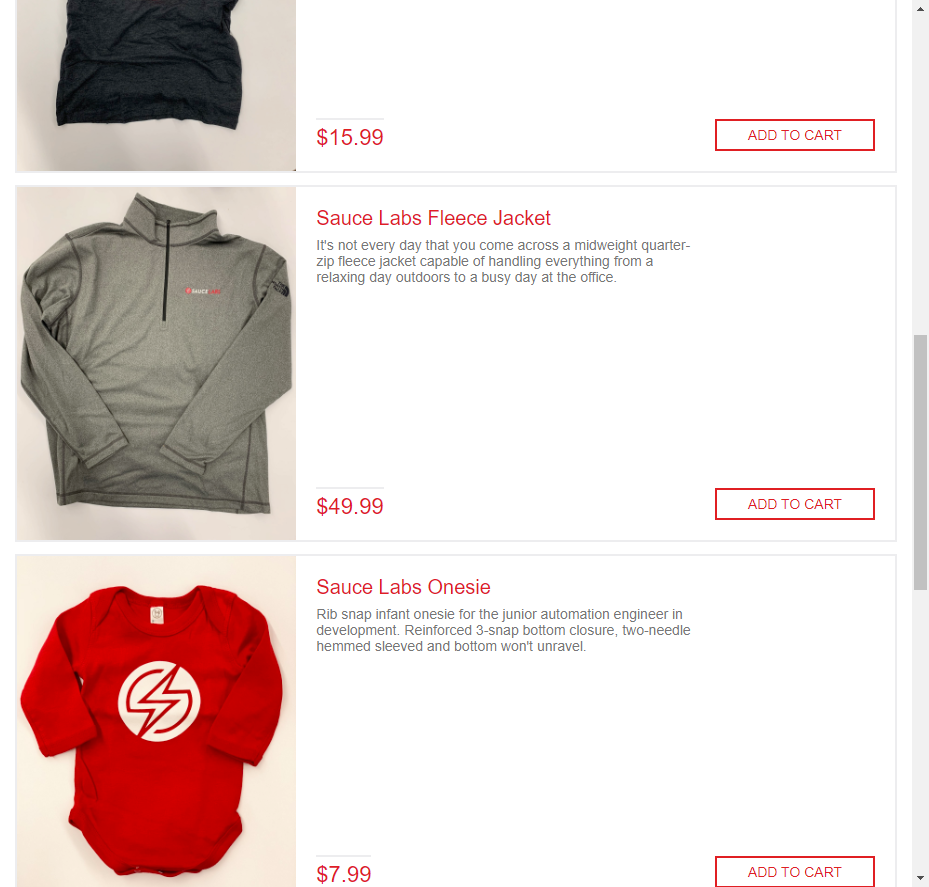 $15.99
ADD TO CART
Sauce Labs Fleece Jacket
It's not every day that you come across a midweight quarter-
zip fleece jacket capable of handling everything from a
relaxing day outdoors to a busy day at the office.
SAUCE LABS
$49.99
ADD TO CART
Sauce Labs Onesie
Rib snap infant onesie for the junior automation engineer in
development. Reinforced 3-snap bottom closure, two-needle
hemmed sleeved and bottom won't unravel.
$7.99
ADD TO CART